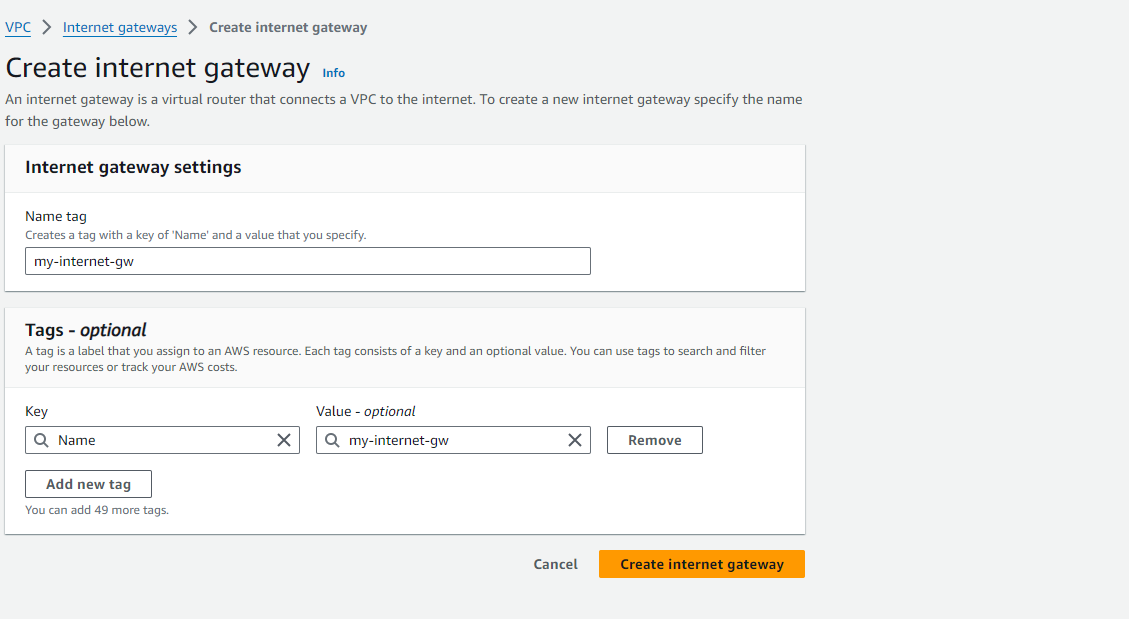 VPC > Internet gateways > Create internet gateway
Create internet gateway Info
An internet gateway is a virtual router that connects a VPC to the internet. To create a new internet gateway specify the name
for the gateway below.
Internet gateway settings
Name tag
Creates a tag with a key of 'Name' and a value that you specify.
my-internet-gw
Tags - optional
A tag is a label that you assign to an AWS resource. Each tag consists of a key and an optional value. You can use tags to search and filter
your resources or track your AWS costs.
Key Value - optional
Name my-internet-gw Remove
Add new tag
You can add 49 more tags.
Cancel Create internet gateway